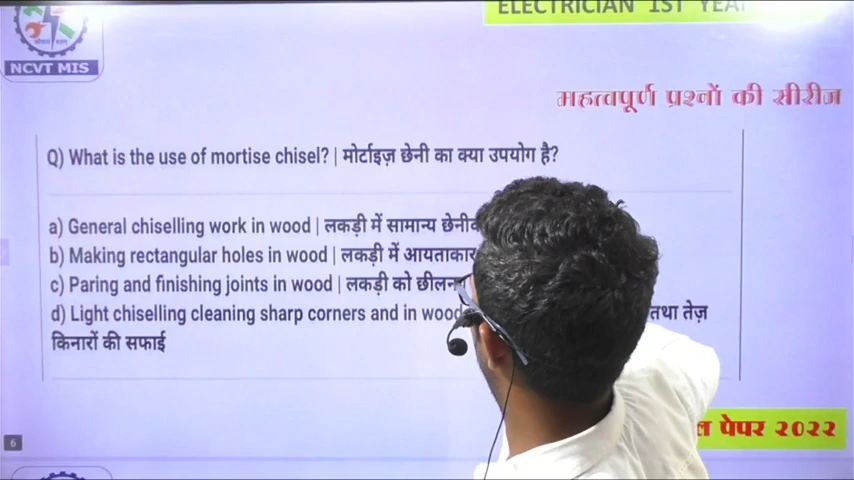 ELECTRICIAN 1ST YEAR
NCVT MIS
महत्वपूर्ण प्रश्नों की सीरीज
Q) What is the use of mortise chisel? | मोर्टाइज़ छेनी का क्या उपयोग है?
a) General chiselling work in wood | लकड़ी में सामान्य
b) Making rectangular holes in wood | लकड़ी में आयताकार
c) Paring and finishing joints in wood | लकड़ी को
d) Light chiselling cleaning sharp corners and in wood तथा तेज़
किनारों की सफाई
पेपर २०२२
6